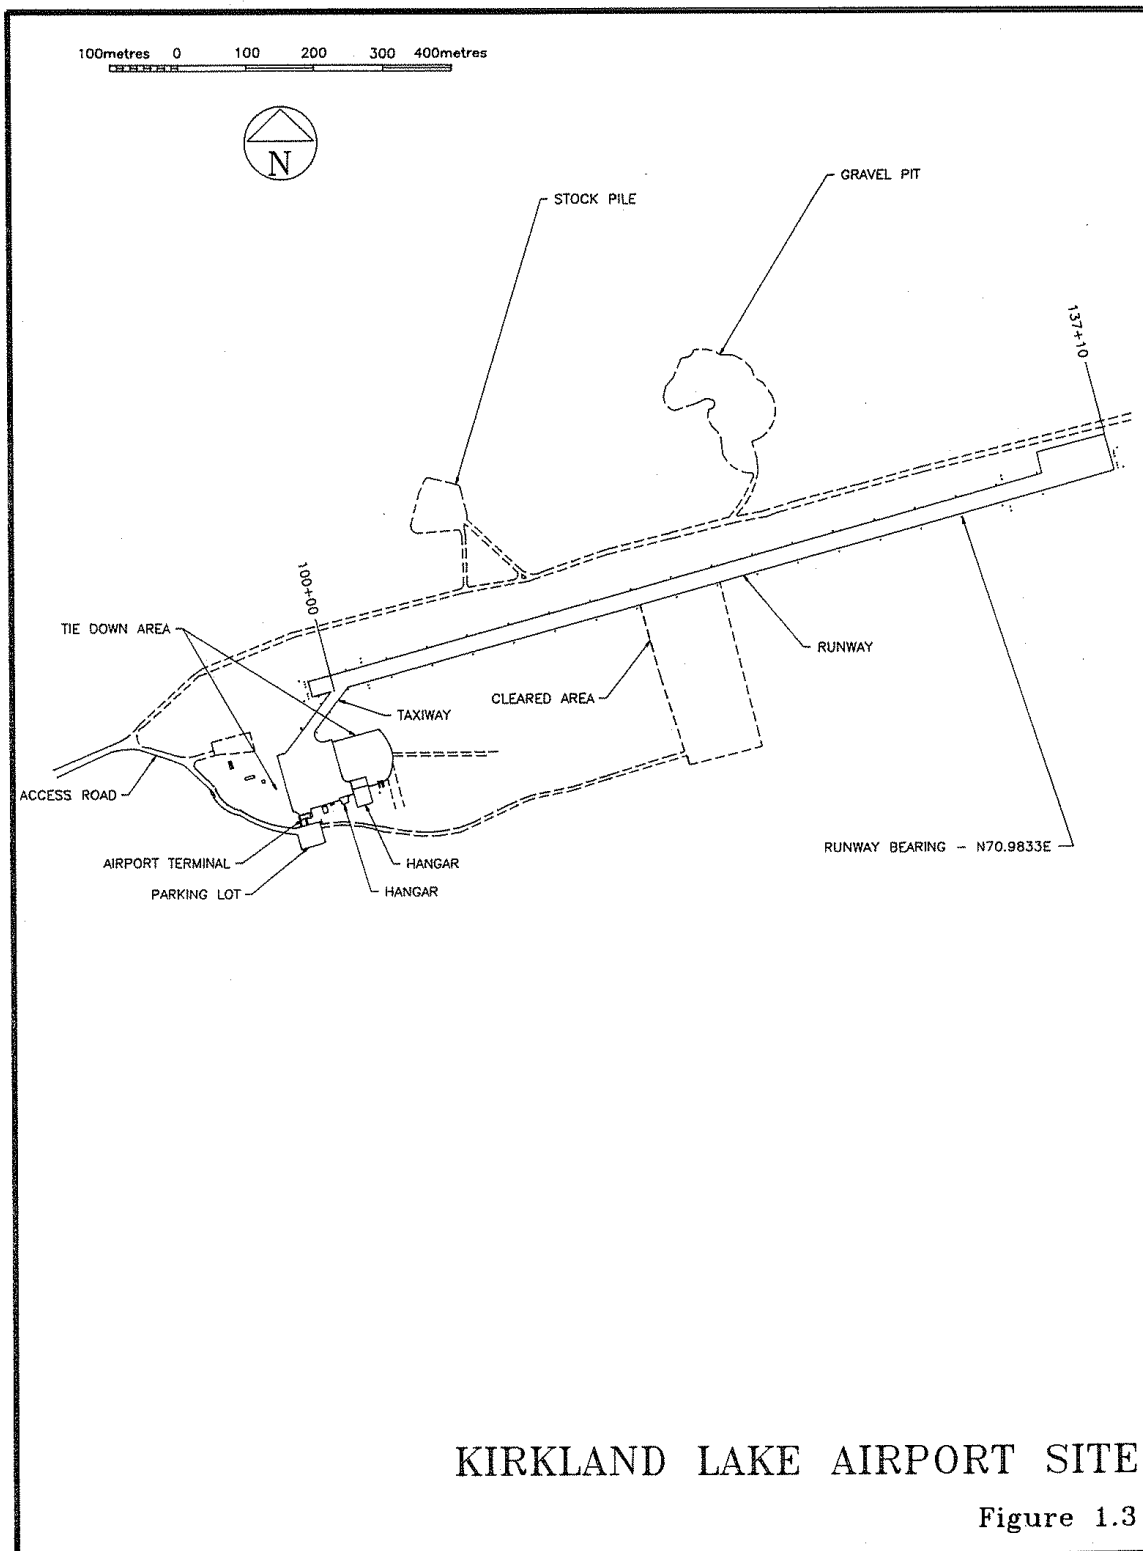 100metres 0 100 200 300 400metres
N
GRAVEL PIT
STOCK PILE
137+10
100+00
TIE DOWN AREA
RUNWAY
CLEARED AREA
TAXIWAY
ACCESS ROAD
RUNWAY BEARING - N70.9833E
AIRPORT TERMINAL
HANGAR
PARKING LOT
HANGAR
KIRKLAND LAKE AIRPORT SITE
Figure 1.3